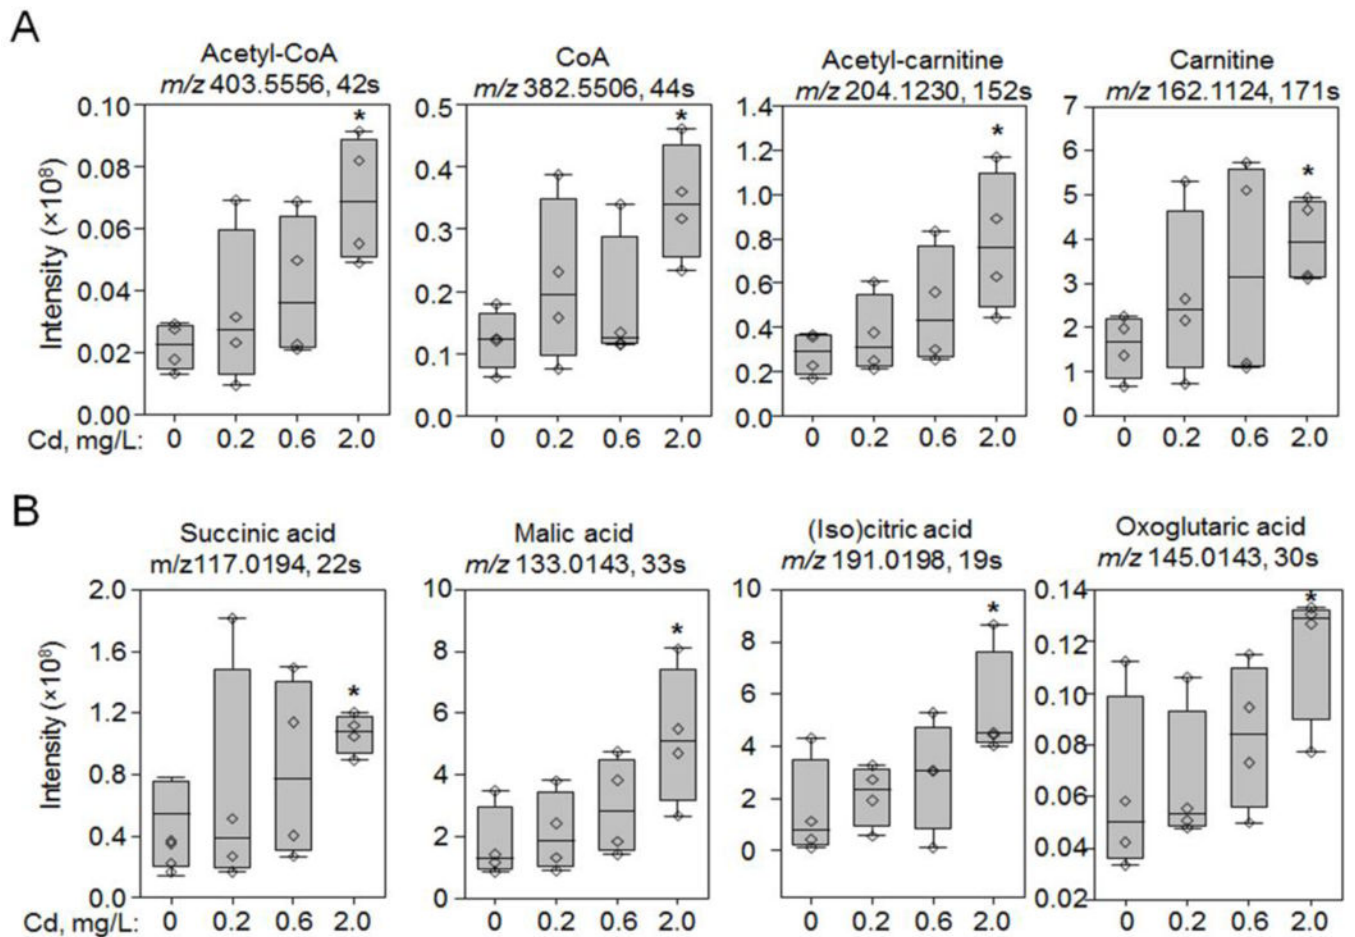 A
Acetyl-CoA
m/z 403.5556, 42s
CoA
m/z 382.5506, 44s
Acetyl-carnitine
m/z 204.1230, 152s
Carnitine
m/z 162.1124, 171s
Intensity (×10⁸)
0.10
0.08
0.06
0.04
0.02
0.00
*
0.5
0.4
0.3
0.2
0.1
0.0
*
1.4
1.2
1.0
0.8
0.6
0.4
0.2
0.0
*
7
6
5
4
3
2
1
0
*
Cd, mg/L: 0 0.2 0.6 2.0
0 0.2 0.6 2.0
0 0.2 0.6 2.0
0 0.2 0.6 2.0
B
Succinic acid
m/z117.0194, 22s
Malic acid
m/z 133.0143, 33s
(Iso)citric acid
m/z 191.0198, 19s
Oxoglutaric acid
m/z 145.0143, 30s
Intensity (×10⁸)
2.0
1.6
1.2
0.8
0.4
0.0
*
10
8
6
4
2
0
*
10
8
6
4
2
0
*
0.14
0.12
0.10
0.08
0.06
0.04
0.02
*
Cd, mg/L: 0 0.2 0.6 2.0
0 0.2 0.6 2.0
0 0.2 0.6 2.0
0 0.2 0.6 2.0